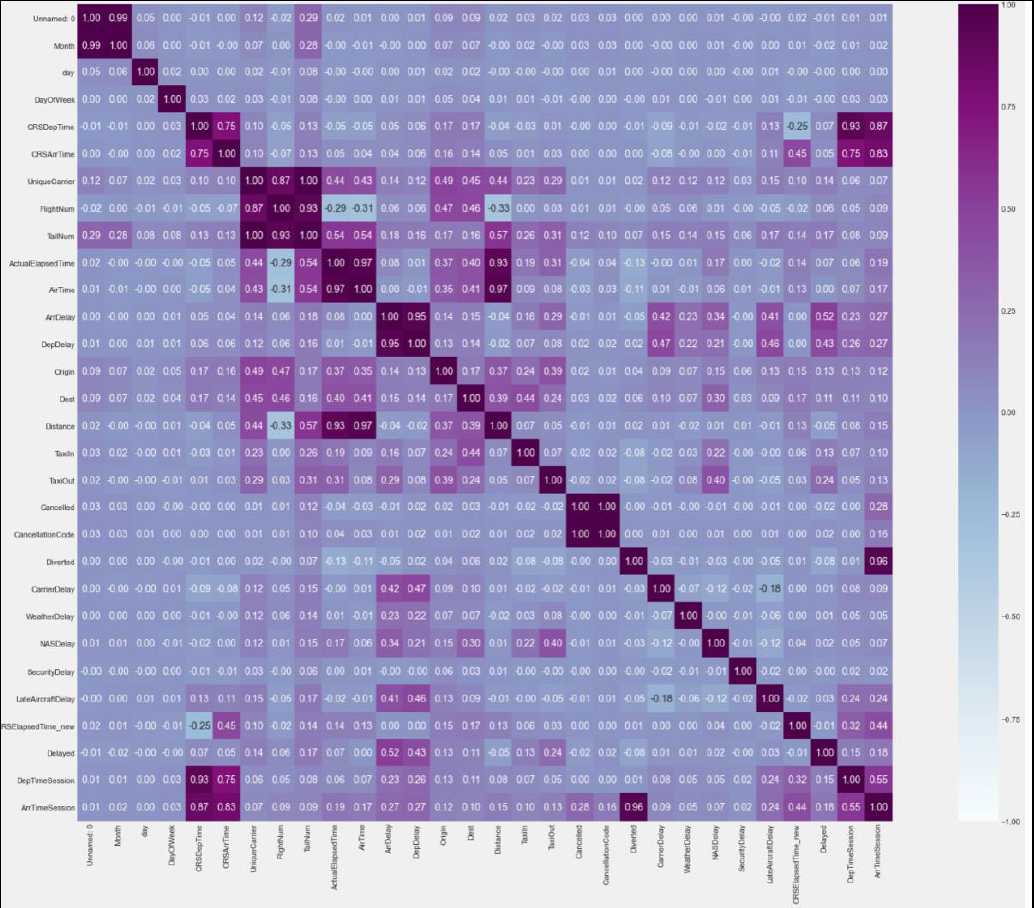 Unnamed: 0 1.00 0.99 0.05 0.00 -0.01 0.00 0.12 -0.02 0.29 0.02 0.01 0.00 0.01 0.09 0.09 0.02 0.03 0.02 0.03 0.03 0.00 0.00 0.00 0.01 -0.00 -0.00 0.02 -0.01 0.01 0.01
Month 0.99 1.00 0.06 0.00 -0.01 -0.00 0.07 0.00 0.28 -0.00 -0.01 -0.00 0.00 0.07 0.07 -0.00 0.02 -0.00 0.03 0.03 -0.00 -0.00 0.00 0.01 -0.00 0.00 0.01 -0.02 0.01 0.02
day 0.05 0.06 1.00 0.02 0.00 0.00 0.02 -0.01 0.08 -0.00 -0.00 0.00 0.00 0.02 0.02 -0.00 -0.00 -0.00 0.00 0.01 0.00 -0.00 0.00 0.00 -0.00 0.01 -0.00 -0.00 0.00 0.00
DayOfWeek 0.00 0.00 0.02 1.00 0.03 0.02 0.03 -0.01 0.08 -0.00 0.00 0.01 0.01 0.05 0.04 0.01 0.01 -0.01 -0.00 0.00 -0.00 0.01 0.00 -0.01 0.00 0.01 -0.01 -0.00 0.03 0.03
CRSDepTime -0.01 -0.01 0.00 0.03 1.00 0.75 0.10 -0.05 0.13 -0.05 -0.05 0.05 0.06 0.17 0.17 -0.04 -0.03 0.01 -0.00 -0.00 0.01 -0.09 -0.01 -0.02 -0.01 0.13 -0.25 0.07 0.93 0.87
CRSArrTime 0.00 -0.00 0.00 0.02 0.75 1.00 0.10 -0.07 0.13 0.05 0.04 0.04 0.06 0.16 0.14 0.05 0.01 0.03 0.00 0.00 0.00 -0.08 -0.00 0.00 -0.01 0.11 0.45 0.05 0.75 0.83
UniqueCarrier 0.12 0.07 0.02 0.03 0.10 0.10 1.00 0.87 1.00 0.44 0.43 0.14 0.12 0.49 0.45 0.44 0.23 0.29 0.01 0.01 0.02 0.12 0.12 0.12 0.03 0.15 0.10 0.14 0.06 0.07
FlightNum -0.02 0.00 -0.01 -0.01 -0.05 -0.07 0.87 1.00 0.93 -0.29 -0.31 0.06 0.06 0.47 0.46 -0.33 0.00 0.03 0.01 0.01 -0.00 0.05 0.06 0.01 -0.00 -0.05 -0.02 0.06 0.05 0.09
TailNum 0.29 0.28 0.08 0.08 0.13 0.13 1.00 0.93 1.00 0.54 0.54 0.18 0.16 0.17 0.16 0.57 0.26 0.31 0.12 0.10 0.07 0.15 0.14 0.15 0.06 0.17 0.14 0.17 0.08 0.09
ActualElapsedTime 0.02 -0.00 -0.00 -0.00 -0.05 0.05 0.44 -0.29 0.54 1.00 0.97 0.08 0.01 0.37 0.40 0.93 0.19 0.31 -0.04 0.04 -0.13 -0.00 0.01 0.17 0.00 -0.02 0.14 0.07 0.06 0.19
AirTime 0.01 -0.01 -0.00 0.00 -0.05 0.04 0.43 -0.31 0.54 0.97 1.00 0.00 -0.01 0.35 0.41 0.97 0.09 0.08 -0.03 0.03 -0.11 0.01 -0.01 0.06 0.01 -0.01 0.13 0.00 0.07 0.17
ArrDelay 0.00 -0.00 0.00 0.01 0.05 0.04 0.14 0.06 0.18 0.08 0.00 1.00 0.95 0.14 0.15 -0.04 0.16 0.29 -0.01 0.01 -0.05 0.42 0.23 0.34 -0.00 0.41 0.00 0.52 0.23 0.27
DepDelay 0.01 0.00 0.00 0.01 0.06 0.06 0.12 0.06 0.16 0.01 -0.01 0.95 1.00 0.13 0.14 -0.02 0.07 0.08 0.02 0.02 0.02 0.47 0.22 0.21 -0.00 0.46 0.00 0.43 0.26 0.27
Origin 0.09 0.07 0.02 0.05 0.17 0.16 0.49 0.47 0.17 0.37 0.35 0.14 0.13 1.00 0.17 0.37 0.24 0.39 0.02 0.01 0.04 0.09 0.07 0.15 0.06 0.13 0.15 0.13 0.13 0.12
Dest 0.09 0.07 0.02 0.04 0.17 0.14 0.45 0.46 0.16 0.40 0.41 0.15 0.14 0.17 1.00 0.39 0.44 0.24 0.03 0.02 0.06 0.10 0.07 0.30 0.03 0.09 0.17 0.11 0.11 0.10
Distance 0.02 -0.00 -0.00 0.01 -0.04 0.05 0.44 -0.33 0.57 0.93 0.97 -0.04 -0.02 0.37 0.39 1.00 0.07 0.05 -0.01 0.01 0.02 0.01 -0.02 0.01 -0.00 -0.01 0.13 -0.05 0.08 0.15
TaxiIn 0.03 0.02 -0.00 0.01 -0.03 0.01 0.23 0.00 0.26 0.19 0.09 0.16 0.07 0.24 0.44 0.07 1.00 0.07 -0.02 0.02 -0.08 -0.02 0.03 0.22 -0.00 -0.00 0.06 0.13 0.07 0.10
TaxiOut 0.02 -0.00 -0.00 -0.01 0.01 0.03 0.29 0.03 0.31 0.31 0.08 0.29 0.08 0.39 0.24 0.05 0.07 1.00 -0.02 0.02 -0.08 -0.02 0.08 0.40 -0.00 -0.05 0.03 0.24 0.05 0.13
Cancelled 0.03 0.03 0.00 -0.00 -0.00 0.00 0.01 0.01 0.12 -0.04 -0.03 -0.01 0.02 0.02 0.03 -0.01 -0.02 -0.02 1.00 1.00 -0.00 -0.01 -0.00 -0.01 -0.00 -0.01 0.00 -0.02 0.00 0.28
CancellationCode 0.03 0.03 0.01 0.00 -0.00 0.00 0.01 0.01 0.10 0.04 0.03 0.01 0.02 0.01 0.02 0.01 0.02 0.02 1.00 1.00 0.00 0.01 0.00 0.01 0.00 0.01 0.00 0.02 0.00 0.16
Diverted 0.00 -0.00 0.00 -0.00 0.01 0.00 0.02 -0.00 0.07 -0.13 -0.11 -0.05 0.02 0.04 0.06 0.02 -0.08 -0.08 -0.00 0.00 1.00 -0.03 -0.01 -0.03 -0.00 -0.05 0.01 -0.08 0.01 0.96
CarrierDelay 0.00 -0.00 -0.00 0.01 -0.09 -0.08 0.12 0.05 0.15 -0.00 0.01 0.42 0.47 0.09 0.10 0.01 -0.02 -0.02 -0.01 0.01 -0.03 1.00 -0.07 -0.12 -0.02 -0.18 0.00 0.01 0.08 0.09
WeatherDelay 0.00 0.00 0.00 0.00 -0.01 -0.00 0.12 0.06 0.14 0.01 -0.01 0.23 0.22 0.07 0.07 -0.02 0.03 0.08 -0.00 0.00 -0.01 -0.07 1.00 -0.00 -0.01 -0.06 0.00 0.01 0.05 0.05
NASDelay 0.01 0.01 0.00 -0.01 -0.02 0.00 0.12 0.01 0.15 0.17 0.06 0.34 0.21 0.15 0.30 0.01 0.22 0.40 -0.01 0.01 -0.03 -0.12 -0.00 1.00 -0.01 -0.12 0.04 0.02 0.05 0.07
SecurityDelay -0.00 -0.00 -0.00 0.00 -0.01 -0.01 0.03 -0.00 0.06 0.00 0.01 -0.00 -0.00 0.06 0.03 0.01 -0.00 -0.00 -0.00 0.00 -0.00 -0.02 -0.01 -0.01 1.00 -0.02 0.00 -0.00 0.02 0.02
LateAircraftDelay -0.00 0.00 0.01 0.01 0.13 0.11 0.15 -0.05 0.17 -0.02 -0.01 0.41 0.46 0.13 0.09 -0.01 -0.00 -0.05 -0.01 0.01 -0.05 -0.18 -0.06 -0.12 -0.02 1.00 -0.02 0.03 0.24 0.24
RSElapsedTime_new 0.02 0.01 -0.00 -0.01 -0.25 0.45 0.10 -0.02 0.14 0.14 0.13 0.00 0.00 0.15 0.17 0.13 0.06 0.03 0.00 0.00 0.01 0.00 0.00 0.04 0.00 -0.02 1.00 -0.01 0.32 0.44
Delayed -0.01 -0.02 -0.00 -0.00 0.07 0.05 0.14 0.06 0.17 0.07 0.00 0.52 0.43 0.13 0.11 -0.05 0.13 0.24 -0.02 0.02 -0.08 0.01 0.01 0.02 -0.00 0.03 -0.01 1.00 0.15 0.18
DepTimeSession 0.01 0.01 0.00 0.03 0.93 0.75 0.06 0.05 0.08 0.06 0.07 0.23 0.26 0.13 0.11 0.08 0.07 0.05 0.00 0.00 0.01 0.08 0.05 0.05 0.02 0.24 0.32 0.15 1.00 0.55
ArrTimeSession 0.01 0.02 0.00 0.03 0.87 0.83 0.07 0.09 0.09 0.19 0.17 0.27 0.27 0.12 0.10 0.15 0.10 0.13 0.28 0.16 0.96 0.09 0.05 0.07 0.02 0.24 0.44 0.18 0.55 1.00
Unnamed: 0
Month
day
DayOfWeek
CRSDepTime
CRSArrTime
UniqueCarrier
FlightNum
TailNum
ActualElapsedTime
AirTime
ArrDelay
DepDelay
Origin
Dest
Distance
TaxiIn
TaxiOut
Cancelled
CancellationCode
Diverted
CarrierDelay
WeatherDelay
NASDelay
SecurityDelay
LateAircraftDelay
CRSElapsedTime_new
Delayed
DepTimeSession
ArrTimeSession
1.00
0.75
0.50
0.25
0.00
-0.25
-0.50
-0.75
-1.00